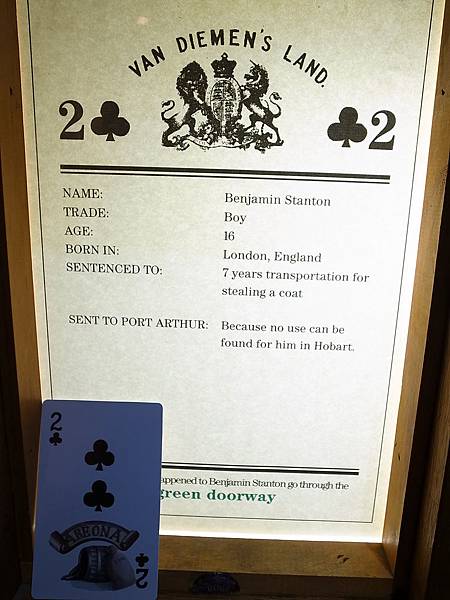 VAN DIEMEN'S LAND.
2 2
NAME: Benjamin Stanton
TRADE: Boy
AGE: 16
BORN IN: London, England
SENTENCED TO: 7 years transportation for
stealing a coat
SENT TO PORT ARTHUR: Because no use can be
found for him in Hobart.
appened to Benjamin Stanton go through the
green doorway
2
2